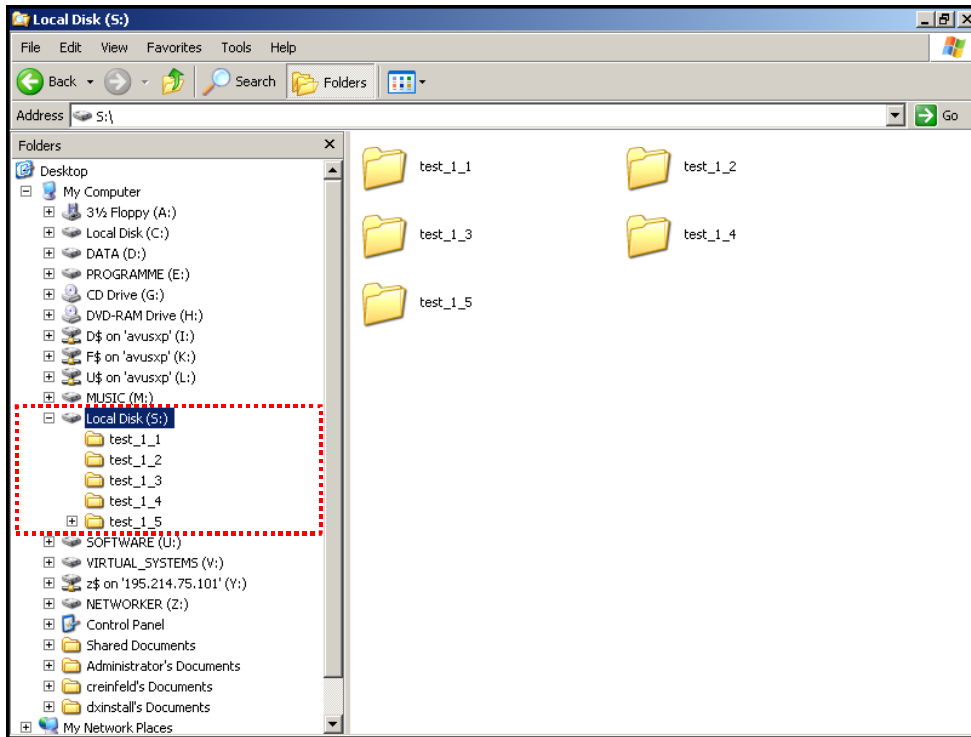 Local Disk (S:)
File Edit View Favorites Tools Help
Back Search Folders
Address S:\ Go
Folders
Desktop
My Computer
3½ Floppy (A:)
Local Disk (C:)
DATA (D:)
PROGRAMME (E:)
CD Drive (G:)
DVD-RAM Drive (H:)
D$ on 'avusxp' (I:)
F$ on 'avusxp' (K:)
U$ on 'avusxp' (L:)
MUSIC (M:)
Local Disk (S:)
test_1_1
test_1_2
test_1_3
test_1_4
test_1_5
SOFTWARE (U:)
VIRTUAL_SYSTEMS (V:)
z$ on '195.214.75.101' (Y:)
NETWORKER (Z:)
Control Panel
Shared Documents
Administrator's Documents
creinfeld's Documents
dxinstall's Documents
My Network Places
test_1_1 test_1_2
test_1_3 test_1_4
test_1_5